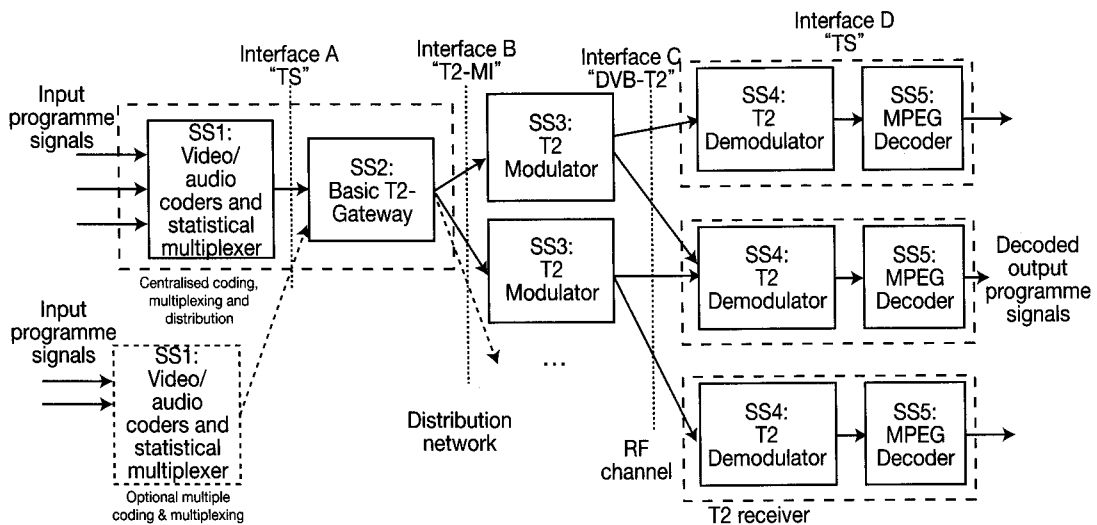 Interface A
"TS"
Interface B
"T2-MI"
Interface C
"DVB-T2"
Interface D
"TS"
Input
programme
signals
SS1:
Video/
audio
coders and
statistical
multiplexer
SS2:
Basic T2-
Gateway
Centralised coding,
multiplexing and
distribution
Input
programme
signals
SS1:
Video/
audio
coders and
statistical
multiplexer
Optional multiple
coding & multiplexing
SS3:
T2
Modulator
SS3:
T2
Modulator
...
Distribution
network
RF
channel
SS4:
T2
Demodulator
SS5:
MPEG
Decoder
SS4:
T2
Demodulator
SS5:
MPEG
Decoder
Decoded
output
programme
signals
SS4:
T2
Demodulator
SS5:
MPEG
Decoder
T2 receiver